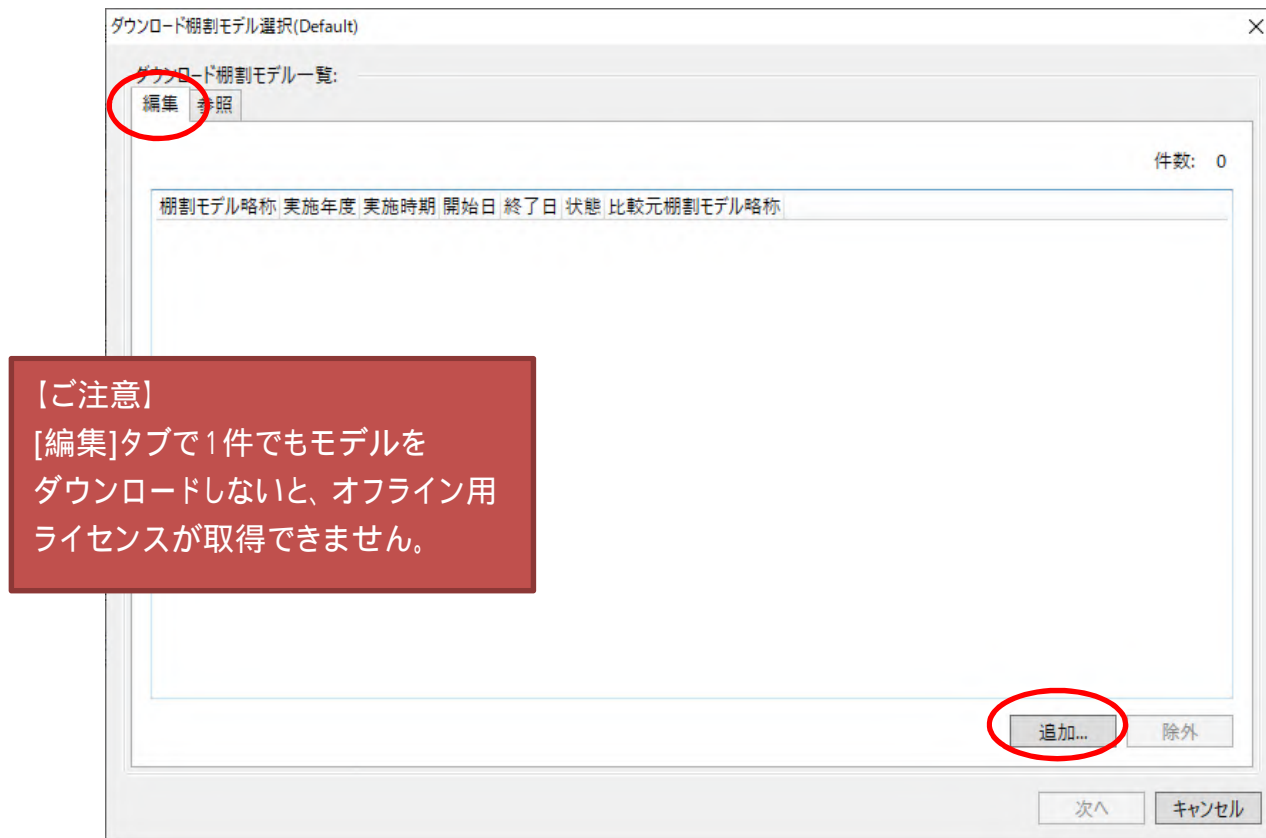 ダウンロード棚割モデル選択(Default)
ダウンロード棚割モデル一覧:
編集 参照
件数: 0
棚割モデル略称 実施年度 実施時期 開始日 終了日 状態 比較元棚割モデル略称
【ご注意】
[編集]タブで1件でもモデルを
ダウンロードしないと、オフライン用
ライセンスが取得できません。
追加... 除外
次へ キャンセル